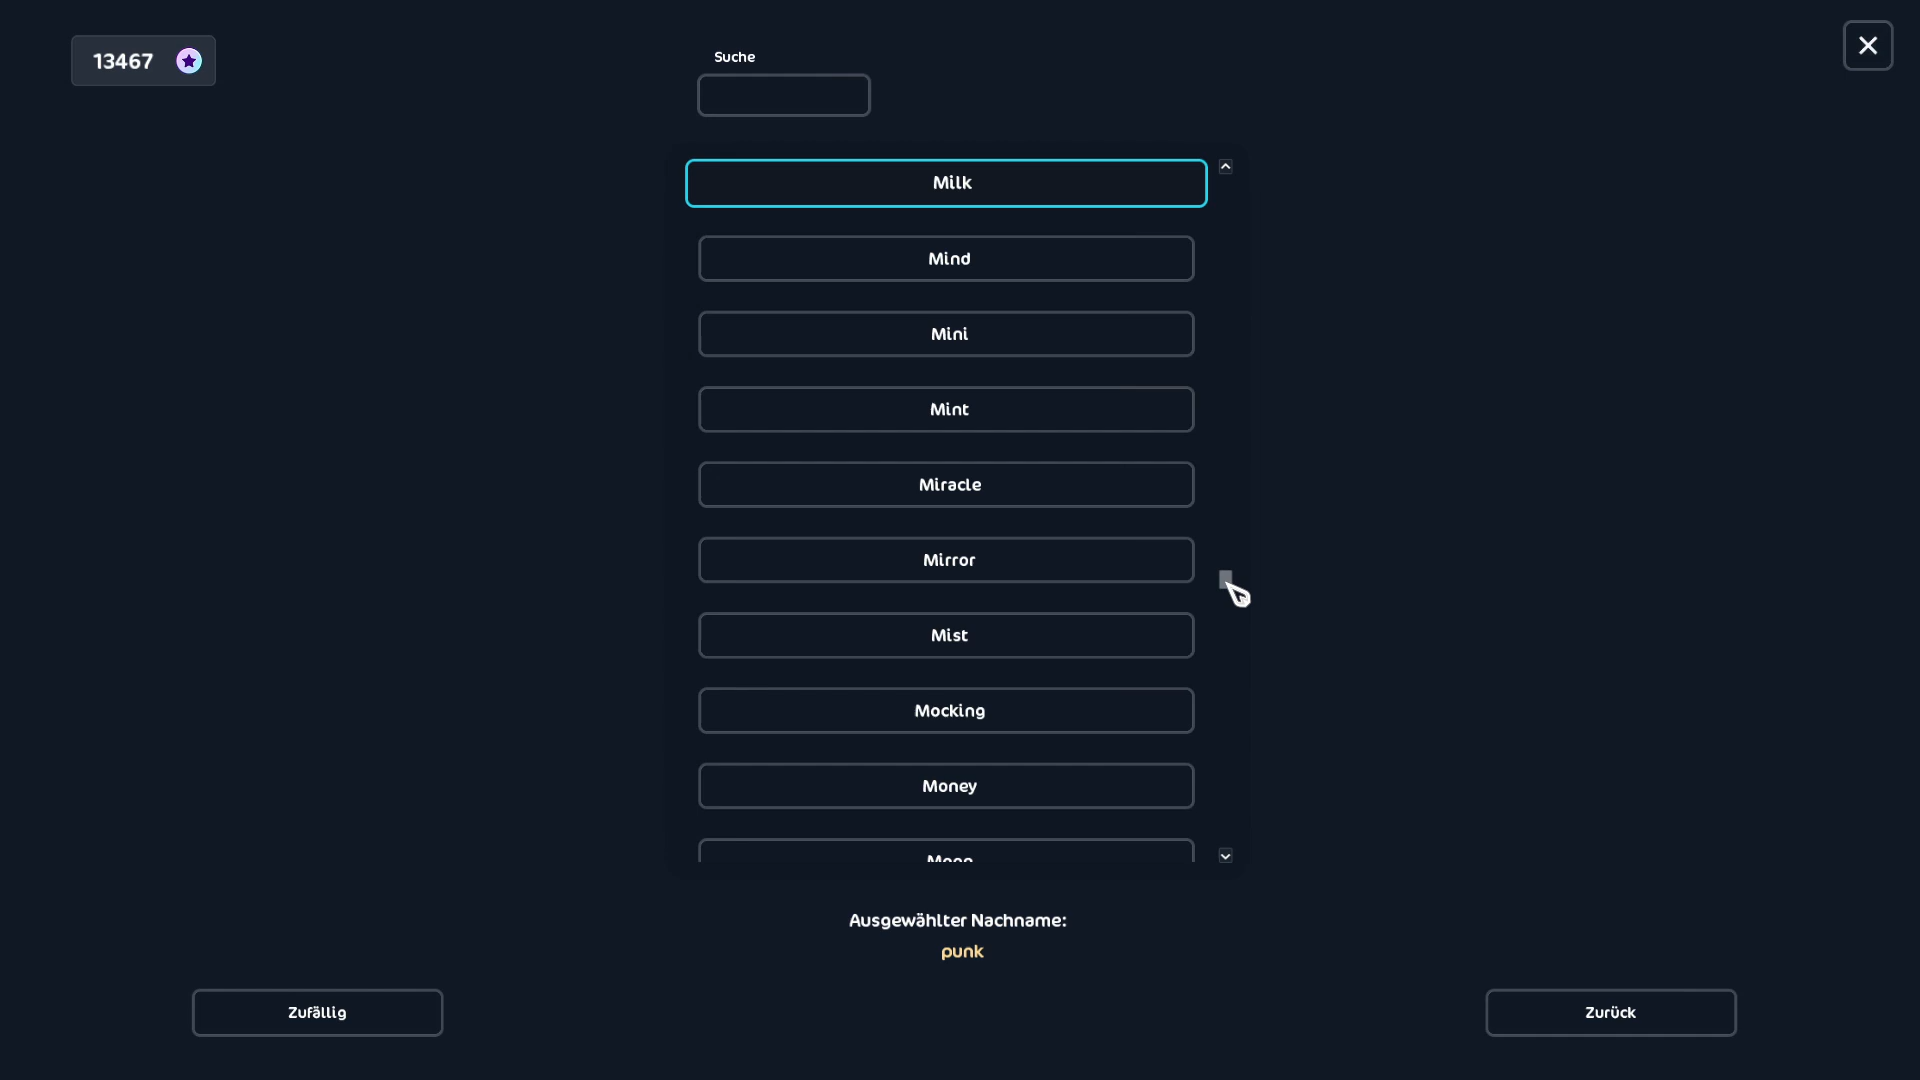 13467
Suche
Milk
Mind
Mini
Mint
Miracle
Mirror
Mist
Mocking
Money
Ausgewählter Nachname:
punk
Zufällig
Zurück